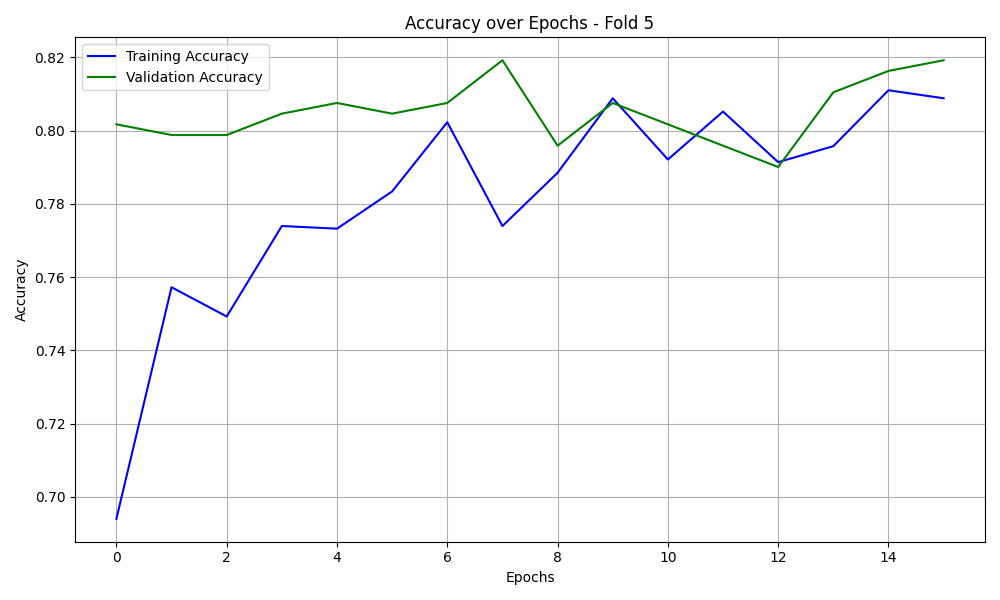 Accuracy over Epochs - Fold 5
Training Accuracy
Validation Accuracy
0.82
0.80
0.78
0.76
0.74
0.72
0.70
Accuracy
0 2 4 6 8 10 12 14
Epochs